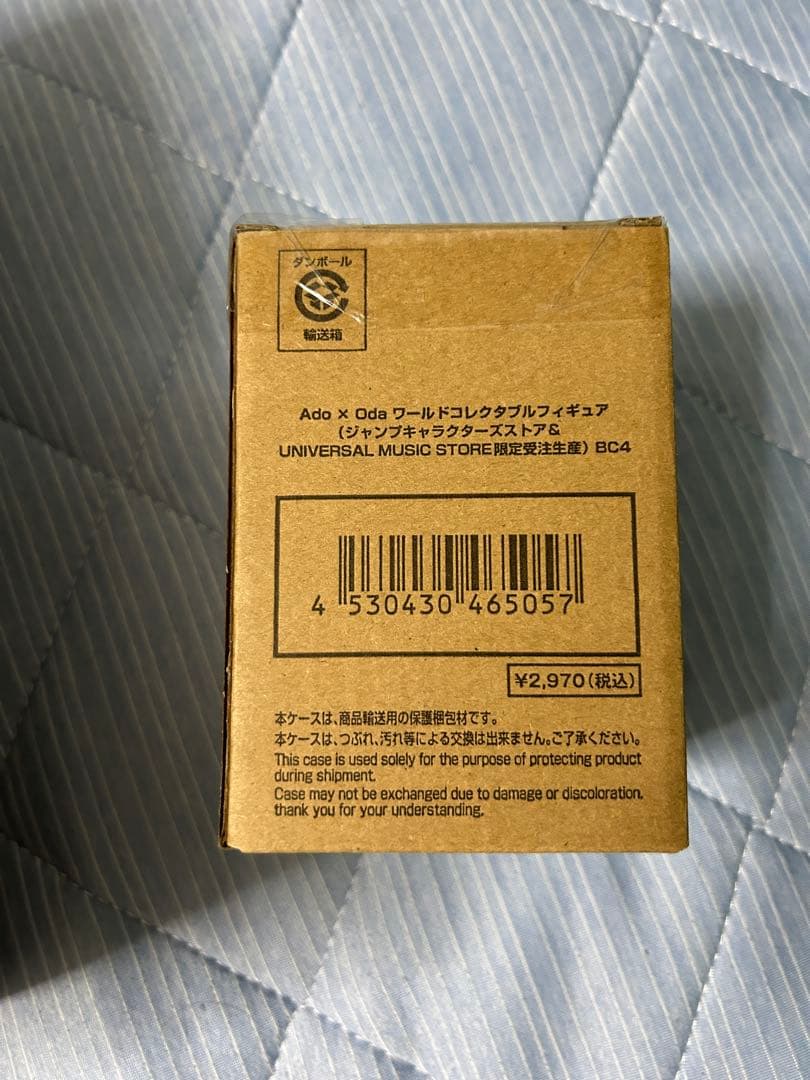 ダンボール
輸送箱
Ado × Oda ワールドコレクタブルフィギュア
(ジャンプキャラクターズストア&
UNIVERSAL MUSIC STORE限定受注生産) BC4
4 530430 465057
¥2,970(税込)
本ケースは、商品輸送用の保護梱包材です。
本ケースは、つぶれ、汚れ等による交換は出来ません。ご了承ください。
This case is used solely for the purpose of protecting product
during shipment.
Case may not be exchanged due to damage or discoloration.
thank you for your understanding.